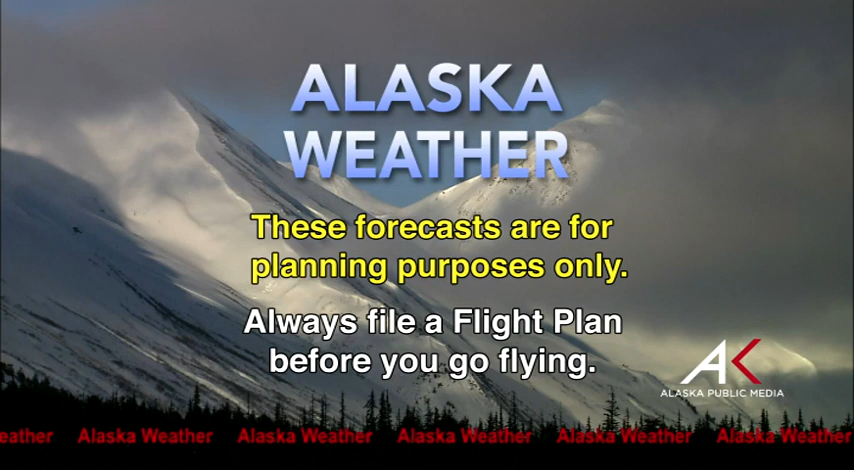 ALASKA
WEATHER
These forecasts are for
planning purposes only.
Always file a Flight Plan
before you go flying.
AK
ALASKA PUBLIC MEDIA
eather Alaska Weather Alaska Weather Alaska Weather Alaska Weather Alaska Weather